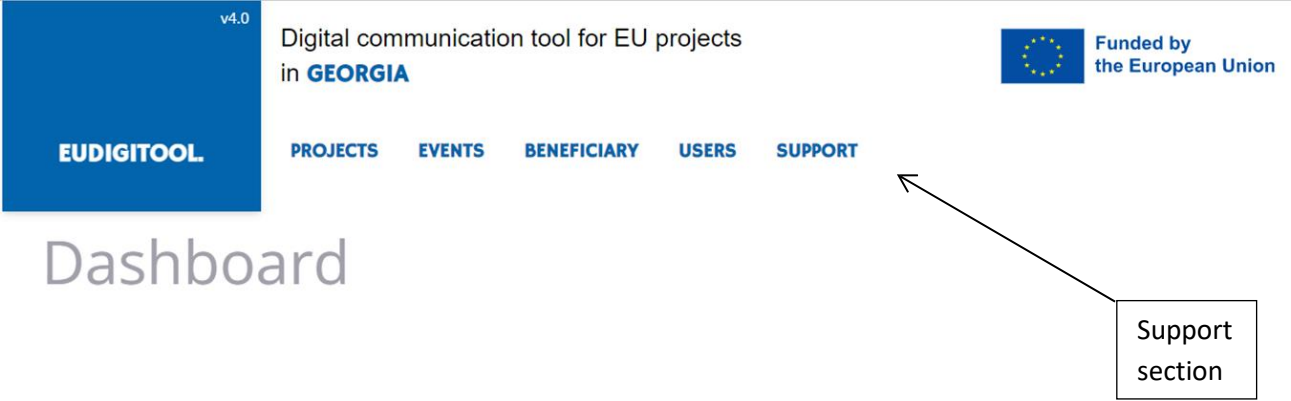 v4.0
Digital communication tool for EU projects
in GEORGIA
Funded by
the European Union
EUDIGITOOL.
PROJECTS EVENTS BENEFICIARY USERS SUPPORT
Dashboard
Support
section